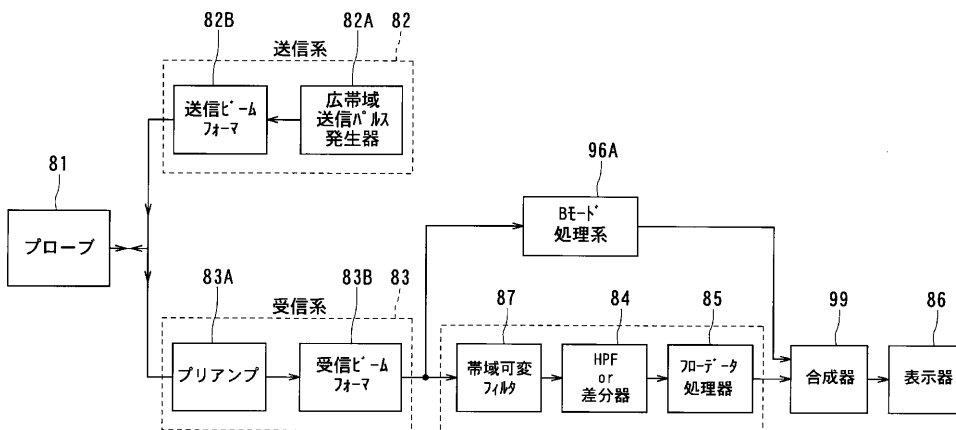 82B
82A
82
送信系
送信ビーム
フォーマ
広帯域
送信パルス
発生器
81
プローブ
96A
Bモード
処理系
83A
83B
83
受信系
プリアンプ
受信ビーム
フォーマ
87
84
85
99
86
帯域可変
フィルタ
HPF
or
差分器
フローデータ
処理器
合成器
表示器